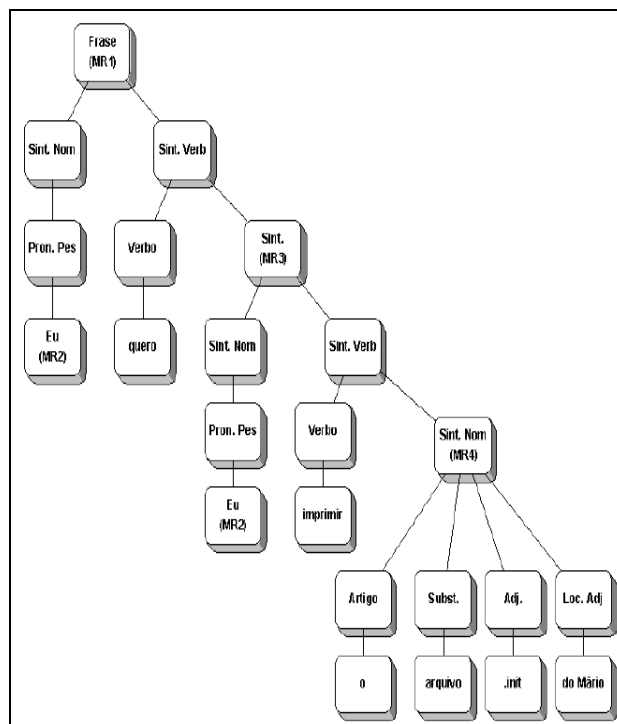 Frase
(MR1)
Sint. Nom
Sint. Verb
Pron. Pes
Verbo
Sint.
(MR3)
Eu
(MR2)
quero
Sint. Nom
Sint. Verb
Pron. Pes
Verbo
Sint. Nom
(MR4)
Eu
(MR2)
imprimir
Artigo
Subst.
Adj.
Loc. Adj
o
arquivo
.init
do Mário